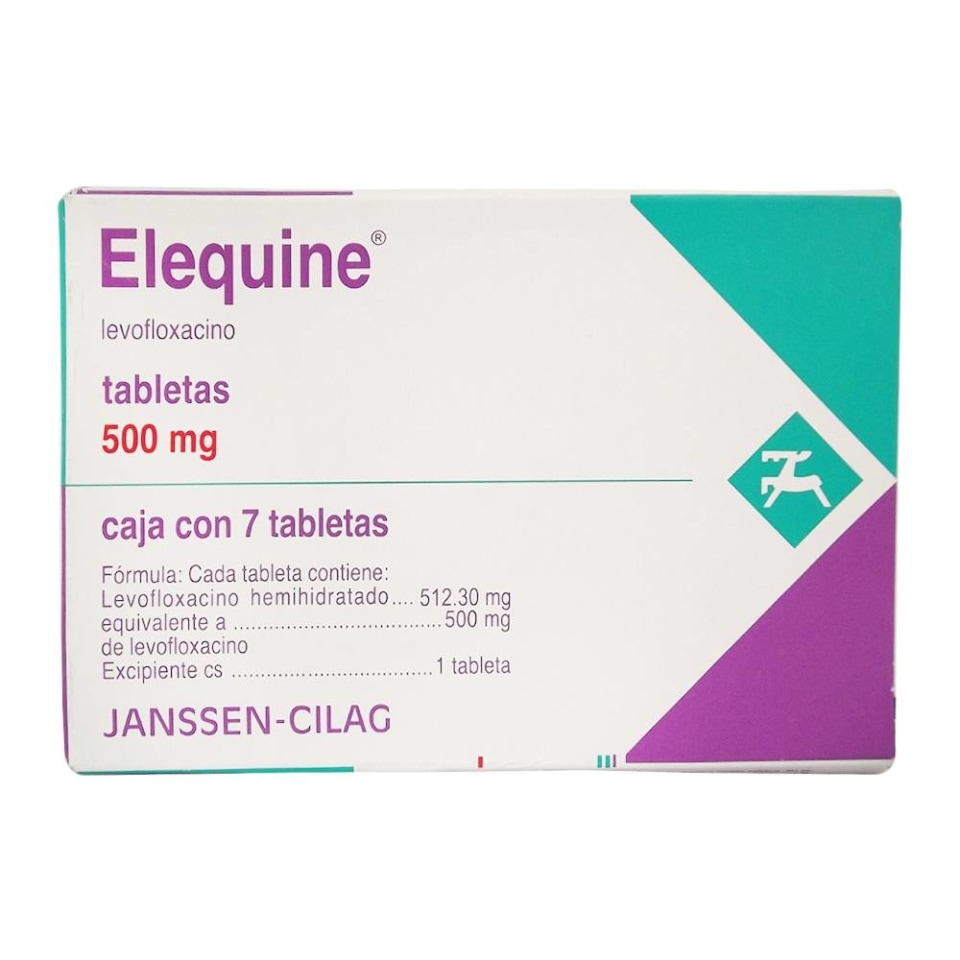 Elequine®
levofloxacino
tabletas
500 mg
caja con 7 tabletas
Fórmula: Cada tableta contiene:
Levofloxacino hemihidratado.... 512.30 mg
equivalente a ................................... 500 mg
de levofloxacino
Excipiente cs .................................. 1 tableta
JANSSEN-CILAG